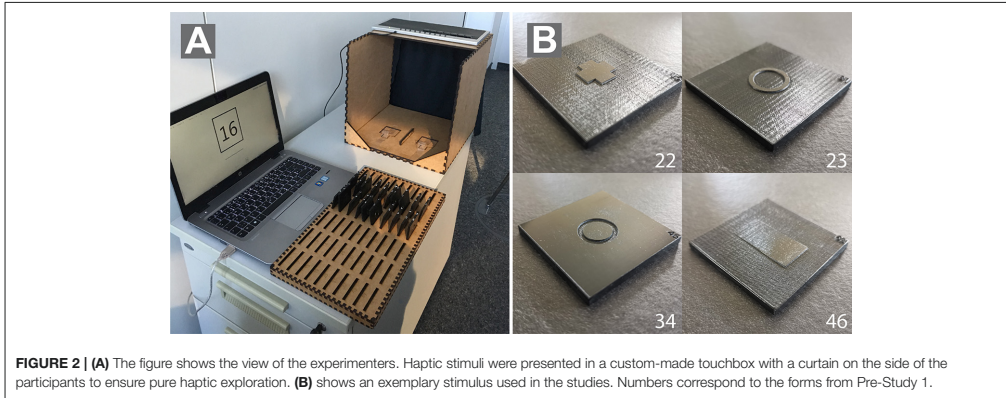 A
16
B
22
23
34
46
FIGURE 2 | (A) The figure shows the view of the experimenters. Haptic stimuli were presented in a custom-made touchbox with a curtain on the side of the
participants to ensure pure haptic exploration. (B) shows an exemplary stimulus used in the studies. Numbers correspond to the forms from Pre-Study 1.